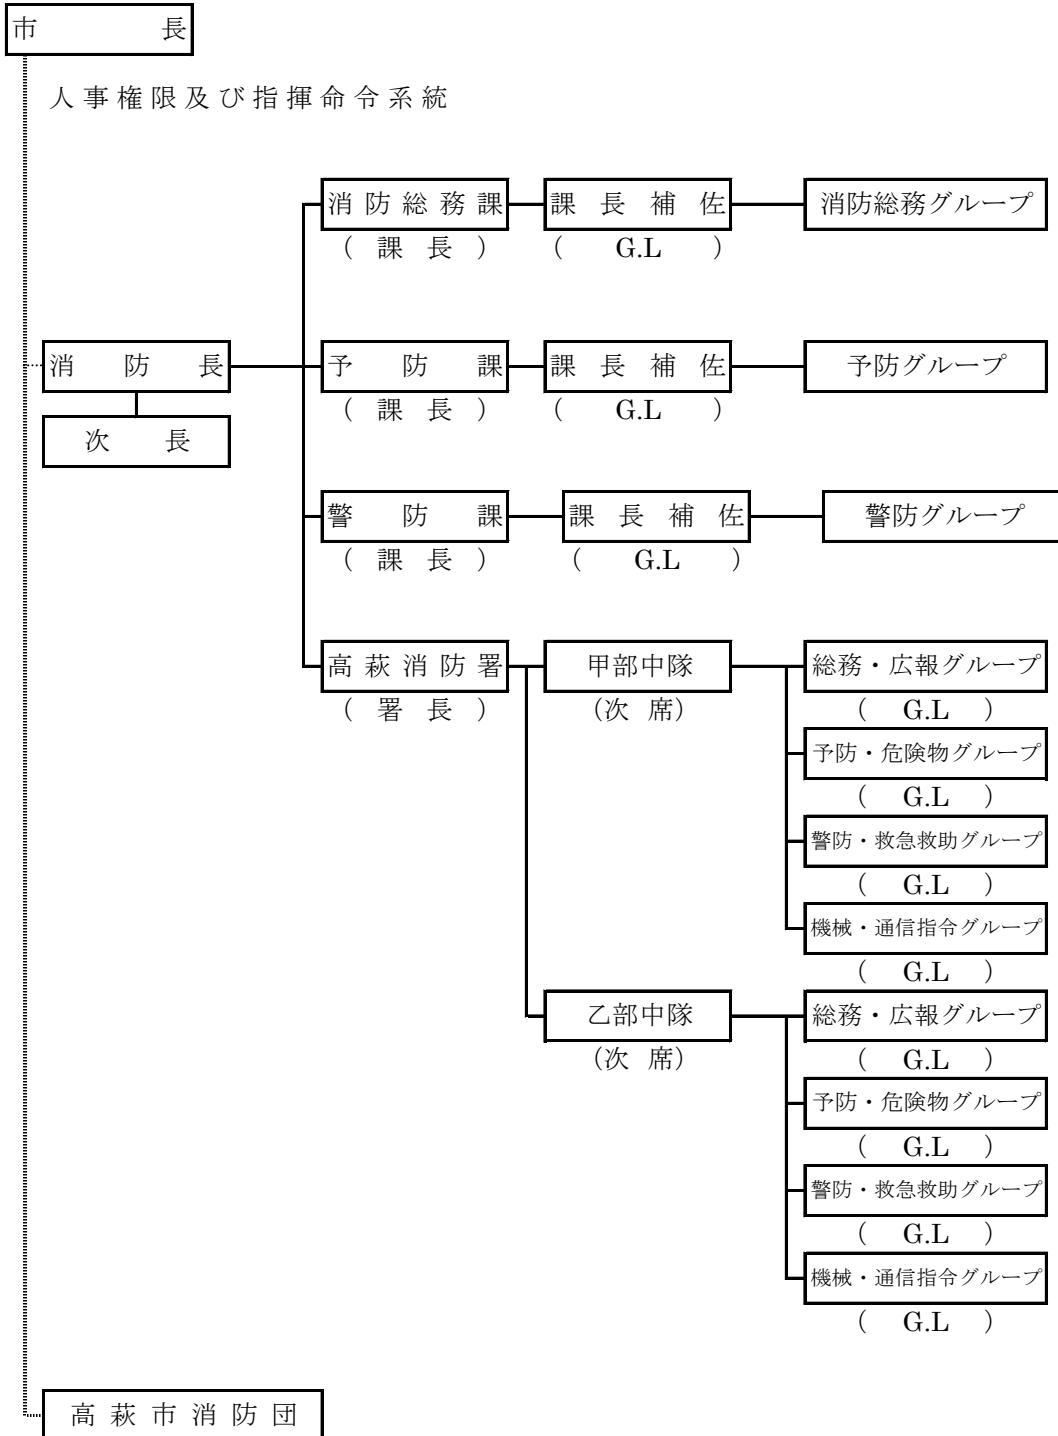 市長
人事権限及び指揮命令系統
消防総務課 課長補佐 消防総務グループ
(課長) (G.L)
消防長 予防課 課長補佐 予防グループ
(課長) (G.L)
次長
警防課 課長補佐 警防グループ
(課長) (G.L)
高萩消防署 甲部中隊 総務・広報グループ
(署長) (次席) (G.L)
予防・危険物グループ
(G.L)
警防・救急救助グループ
(G.L)
機械・通信指令グループ
(G.L)
乙部中隊 総務・広報グループ
(次席) (G.L)
予防・危険物グループ
(G.L)
警防・救急救助グループ
(G.L)
機械・通信指令グループ
(G.L)
高萩市消防団